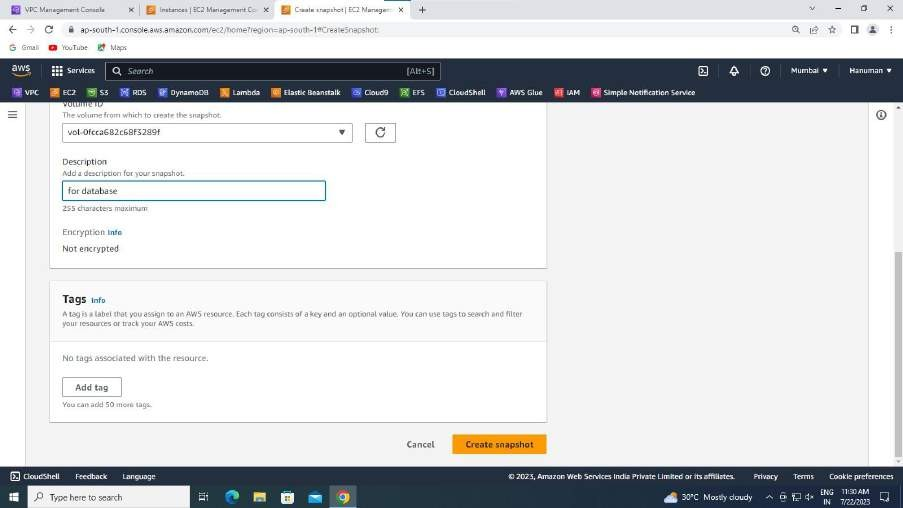 VPC Management Console
Instances | EC2 Management Co
Create snapshot | EC2 Managem
ap-south-1.console.aws.amazon.com/ec2/home?region=ap-south-1#CreateSnapshot:
Gmail YouTube Maps
aws Services Search [Alt+S] Mumbai Hanuman
VPC EC2 S3 RDS DynamoDB Lambda Elastic Beanstalk Cloud9 EFS CloudShell AWS Glue IAM Simple Notification Service
Volume ID
The volume from which to create the snapshot.
vol-0fcca682c68f3289f
Description
Add a description for your snapshot.
for database
255 characters maximum
Encryption Info
Not encrypted
Tags Info
A tag is a label that you assign to an AWS resource. Each tag consists of a key and an optional value. You can use tags to search and filter
your resources or track your AWS costs.
No tags associated with the resource.
Add tag
You can add 50 more tags.
Cancel Create snapshot
CloudShell Feedback Language © 2023, Amazon Web Services India Private Limited or its affiliates. Privacy Terms Cookie preferences
Type here to search 30°C Mostly cloudy ENG IN 11:30 AM 7/22/2023